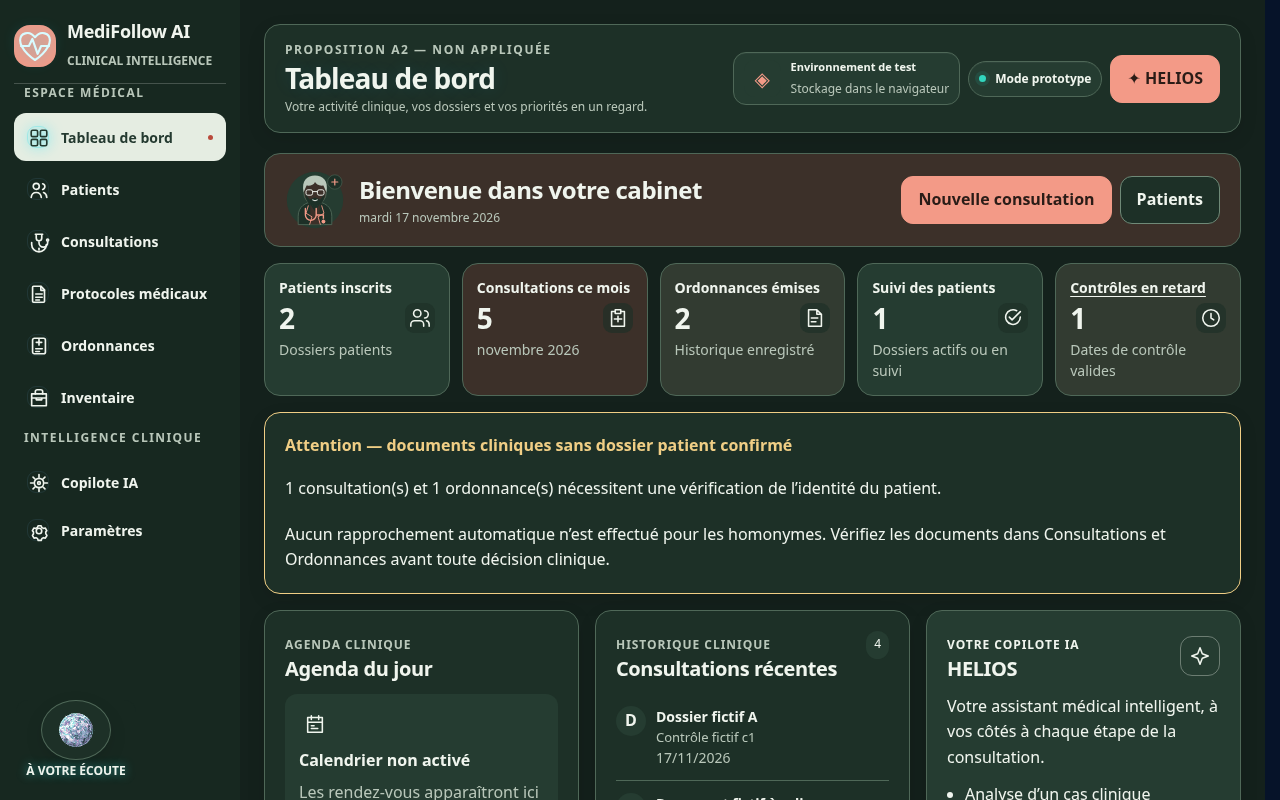 MediFollow AI
CLINICAL INTELLIGENCE
ESPACE MÉDICAL
Tableau de bord
Patients
Consultations
Protocoles médicaux
Ordonnances
Inventaire
INTELLIGENCE CLINIQUE
Copilote IA
Paramètres
À VOTRE ÉCOUTE
PROPOSITION A2 — NON APPLIQUÉE
Tableau de bord
Votre activité clinique, vos dossiers et vos priorités en un regard.
Environnement de test
Stockage dans le navigateur
Mode prototype
✦ HELIOS
Bienvenue dans votre cabinet
mardi 17 novembre 2026
Nouvelle consultation
Patients
Patients inscrits
2
Dossiers patients
Consultations ce mois
5
novembre 2026
Ordonnances émises
2
Historique enregistré
Suivi des patients
1
Dossiers actifs ou en
suivi
Contrôles en retard
1
Dates de contrôle
valides
Attention — documents cliniques sans dossier patient confirmé
1 consultation(s) et 1 ordonnance(s) nécessitent une vérification de l’identité du patient.
Aucun rapprochement automatique n’est effectué pour les homonymes. Vérifiez les documents dans Consultations et
Ordonnances avant toute décision clinique.
AGENDA CLINIQUE
Agenda du jour
Calendrier non activé
Les rendez-vous apparaîtront ici
HISTORIQUE CLINIQUE
4
Consultations récentes
D
Dossier fictif A
Contrôle fictif c1
17/11/2026
VOTRE COPILOTE IA
HELIOS
Votre assistant médical intelligent, à
vos côtés à chaque étape de la
consultation.
• Analyse d’un cas clinique